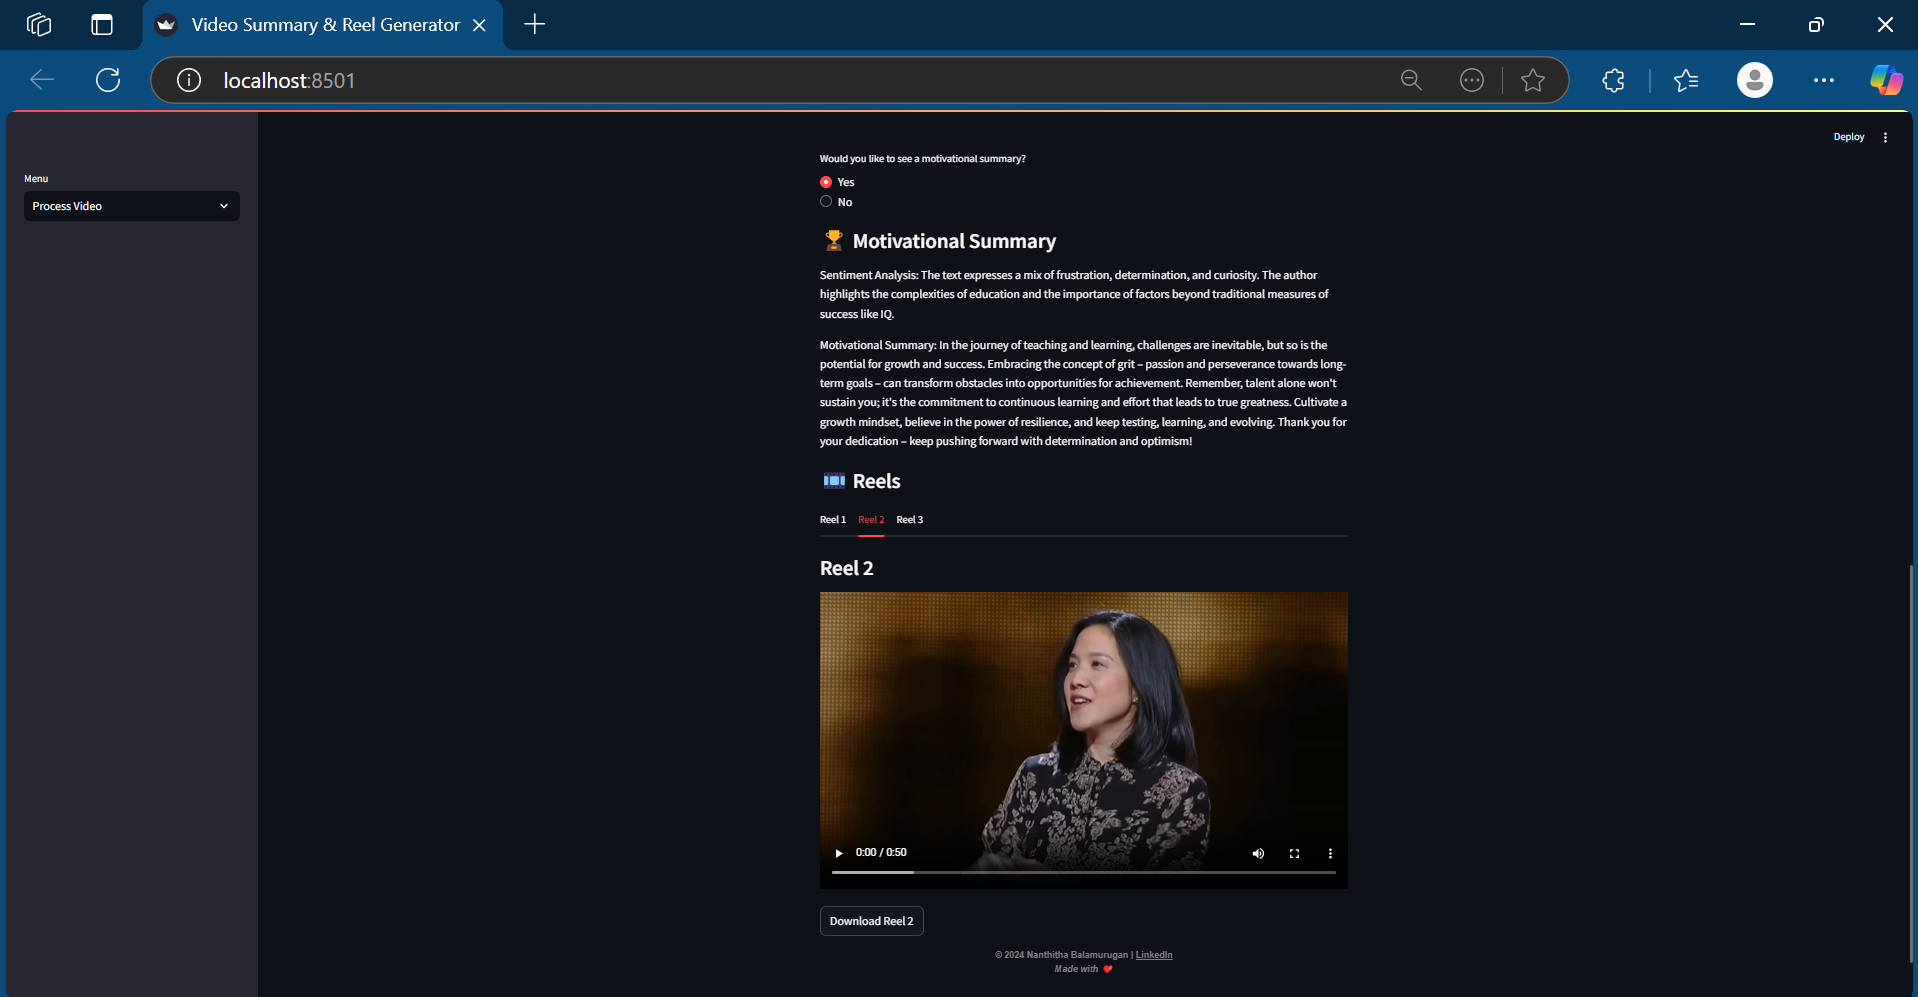 Video Summary & Reel Generator
localhost:8501
Deploy
Menu
Process Video
Would you like to see a motivational summary?
Yes
No
Motivational Summary
Sentiment Analysis: The text expresses a mix of frustration, determination, and curiosity. The author
highlights the complexities of education and the importance of factors beyond traditional measures of
success like IQ.
Motivational Summary: In the journey of teaching and learning, challenges are inevitable, but so is the
potential for growth and success. Embracing the concept of grit – passion and perseverance towards long-
term goals – can transform obstacles into opportunities for achievement. Remember, talent alone won't
sustain you; it's the commitment to continuous learning and effort that leads to true greatness. Cultivate a
growth mindset, believe in the power of resilience, and keep testing, learning, and evolving. Thank you for
your dedication – keep pushing forward with determination and optimism!
Reels
Reel 1 Reel 2 Reel 3
Reel 2
0:00 / 0:50
Download Reel 2
© 2024 Nanthitha Balamurugan | LinkedIn
Made with ❤️